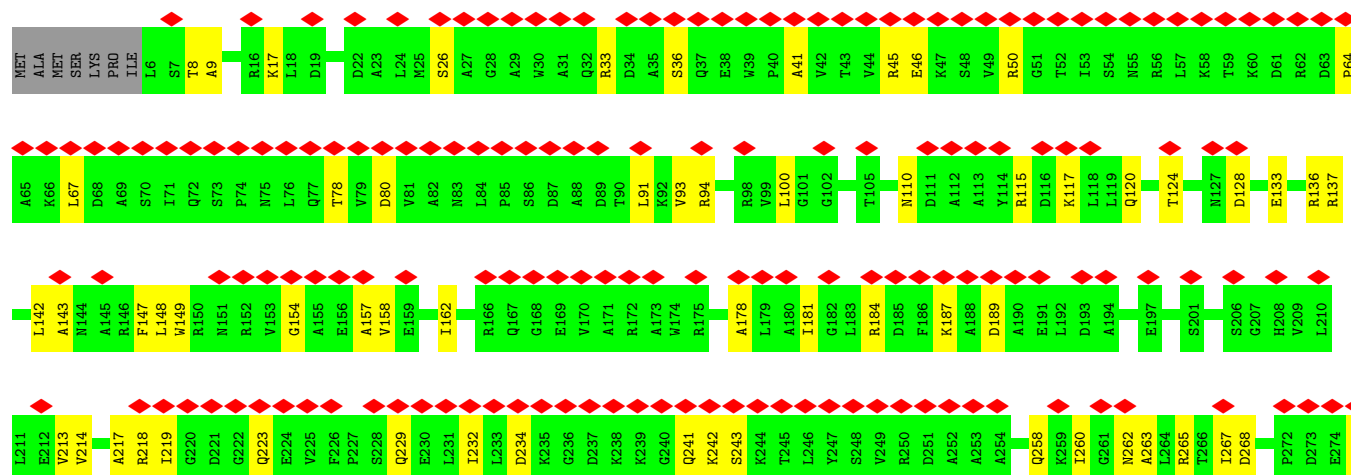 MET ALA MET SER LYS PRO ILE L6 S7 T8 A9 R16 K17 L18 D19 D22 A23 L24 M25 S26 A27 G28 A29 W30 A31 Q32 R33 D34 A35 S36 Q37 E38 W39 P40 A41 V42 T43 V44 R45 E46 K47 S48 V49 R50 G51 T52 I53 S54 N55 R56 L57 K58 T59 K60 D61 R62 D63 P64
A65 K66 L67 D68 A69 S70 I71 Q72 S73 P74 N75 L76 Q77 T78 V79 D80 V81 A82 N83 L84 P85 S86 D87 A88 D89 T90 L91 K92 V93 R94 R98 V99 L100 G101 G102 T105 N110 D111 A112 A113 Y114 R115 D116 K117 L118 L119 Q120 T124 N127 D128 E133 R136 R137
L142 A143 N144 A145 R146 F147 L148 W149 R150 N151 R152 V153 G154 A155 E156 A157 V158 E159 I162 R166 Q167 G168 E169 V170 A171 R172 A173 W174 R175 A178 L179 A180 I181 G182 L183 R184 D185 F186 K187 A188 D189 A190 E191 L192 D193 A194 E197 S201 S206 G207 H208 V209 L210
L211 E212 V213 V214 A217 R218 I219 G220 D221 G222 Q223 E224 V225 F226 P227 S228 Q229 E230 L231 I232 L233 D234 K235 G236 D237 K238 K239 G240 Q241 K242 S243 K244 T245 L246 Y247 S248 V249 R250 D251 A252 A253 A254 Q258 K259 I260 G261 N262 A263 L264 R265 T266 I267 D268 P272 D273 E274